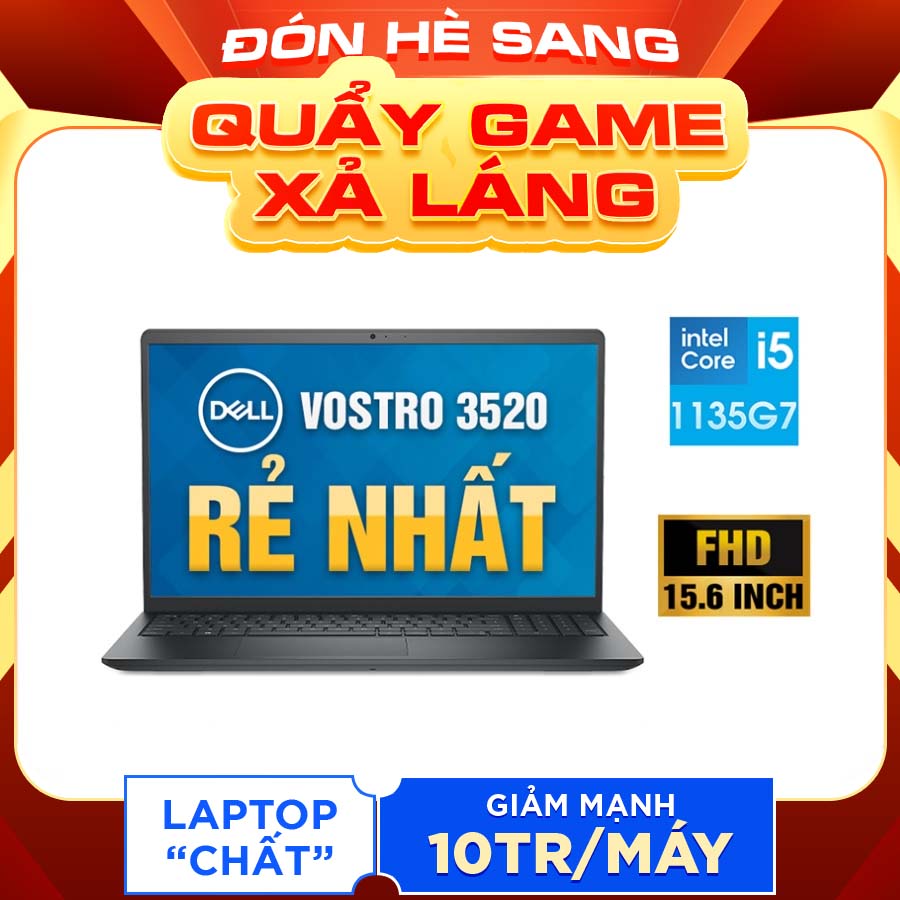 ĐÓN HÈ SANG
QUẨY GAME
XẢ LÁNG
DELL VOSTRO 3520
RẺ NHẤT
intel
Core i5
1135G7
FHD
15.6 INCH
LAPTOP
“CHẤT”
GIẢM MẠNH
10TR/MÁY